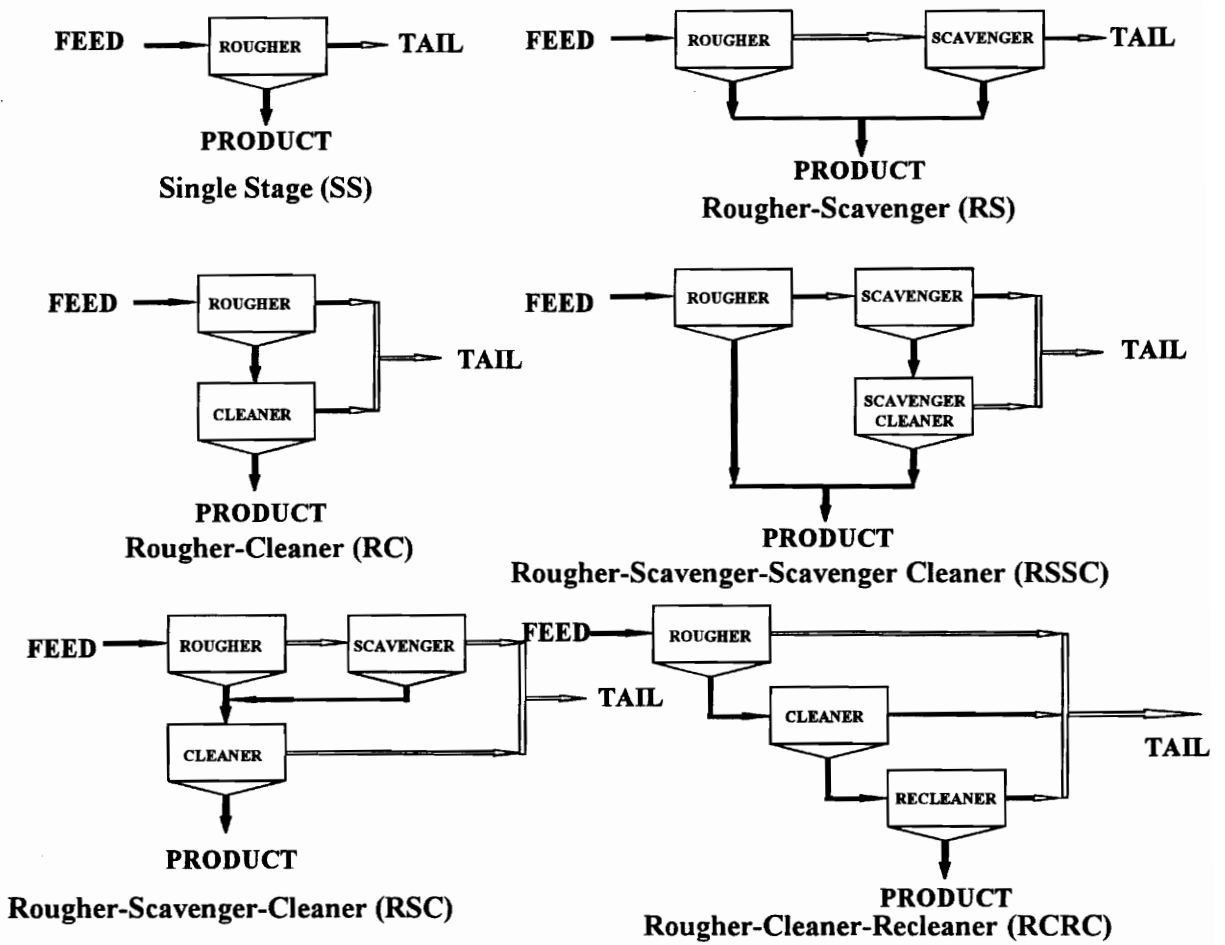 FEED
ROUGHER
TAIL
PRODUCT
Single Stage (SS)
FEED
ROUGHER
SCAVENGER
TAIL
PRODUCT
Rougher-Scavenger (RS)
FEED
ROUGHER
TAIL
CLEANER
PRODUCT
Rougher-Cleaner (RC)
FEED
ROUGHER
SCAVENGER
TAIL
SCAVENGER
CLEANER
PRODUCT
Rougher-Scavenger-Scavenger Cleaner (RSSC)
FEED
ROUGHER
SCAVENGER
TAIL
CLEANER
PRODUCT
Rougher-Scavenger-Cleaner (RSC)
FEED
ROUGHER
CLEANER
TAIL
RECLEANER
PRODUCT
Rougher-Cleaner-Recleaner (RCRC)